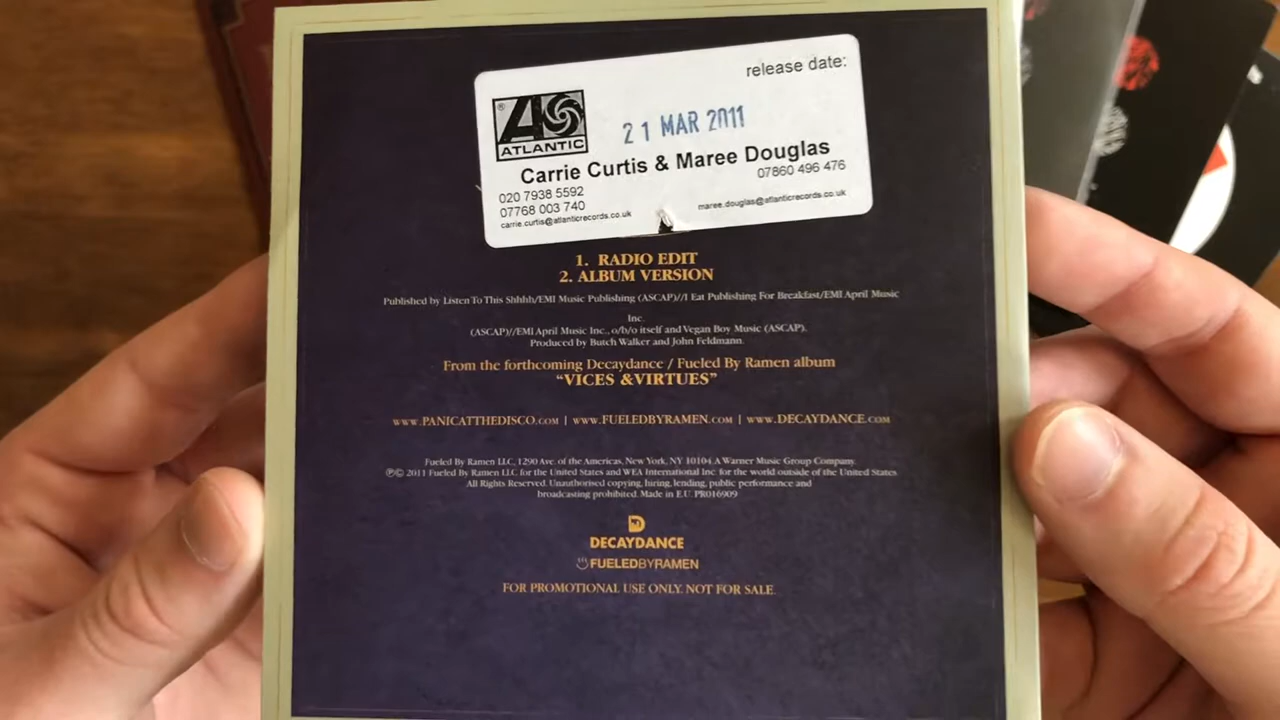 release date:
® ATLANTIC
21 MAR 2011
Carrie Curtis & Maree Douglas
020 7938 5592
07860 496 476
07768 003 740
carrie.curtis@atlanticrecords.co.uk
maree.douglas@atlanticrecords.co.uk
1. RADIO EDIT
2. ALBUM VERSION
Published by Listen To This Shhhh/EMI Music Publishing (ASCAP)//I Eat Publishing For Breakfast/EMI April Music
Inc.
(ASCAP)//EMI April Music Inc., o/b/o itself and Vegan Boy Music (ASCAP).
Produced by Butch Walker and John Feldmann.
From the forthcoming Decaydance / Fueled By Ramen album
“VICES &VIRTUES”
www.PANICATTHEDISCO.com | www.FUELEDBYRAMEN.com | www.DECAYDANCE.com
Fueled By Ramen LLC, 1290 Ave. of the Americas, New York, NY 10104 A Warner Music Group Company.
℗© 2011 Fueled By Ramen LLC for the United States and WEA International Inc. for the world outside of the United States
All Rights Reserved. Unauthorised copying, hiring, lending, public performance and
broadcasting prohibited. Made in E.U. PR016909
D
DECAYDANCE
FUELEDBYRAMEN
FOR PROMOTIONAL USE ONLY. NOT FOR SALE.